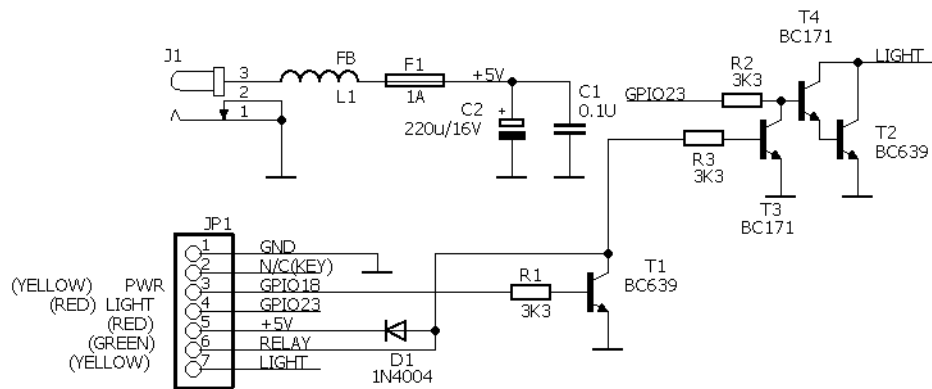 T4
BC171
LIGHT
J1
3
2
1
FB
L1
F1
1A
+5V
C2
+
220u/16V
C1
0.1U
R2
3K3
GPIO23
T2
BC639
R3
3K3
T3
BC171
JP1
1 GND
2 N/C(KEY)
(YELLOW) PWR 3 GPIO18
(RED) LIGHT 4 GPIO23
(RED) 5 +5V
(GREEN) 6 RELAY
(YELLOW) 7 LIGHT
D1
1N4004
R1
3K3
T1
BC639